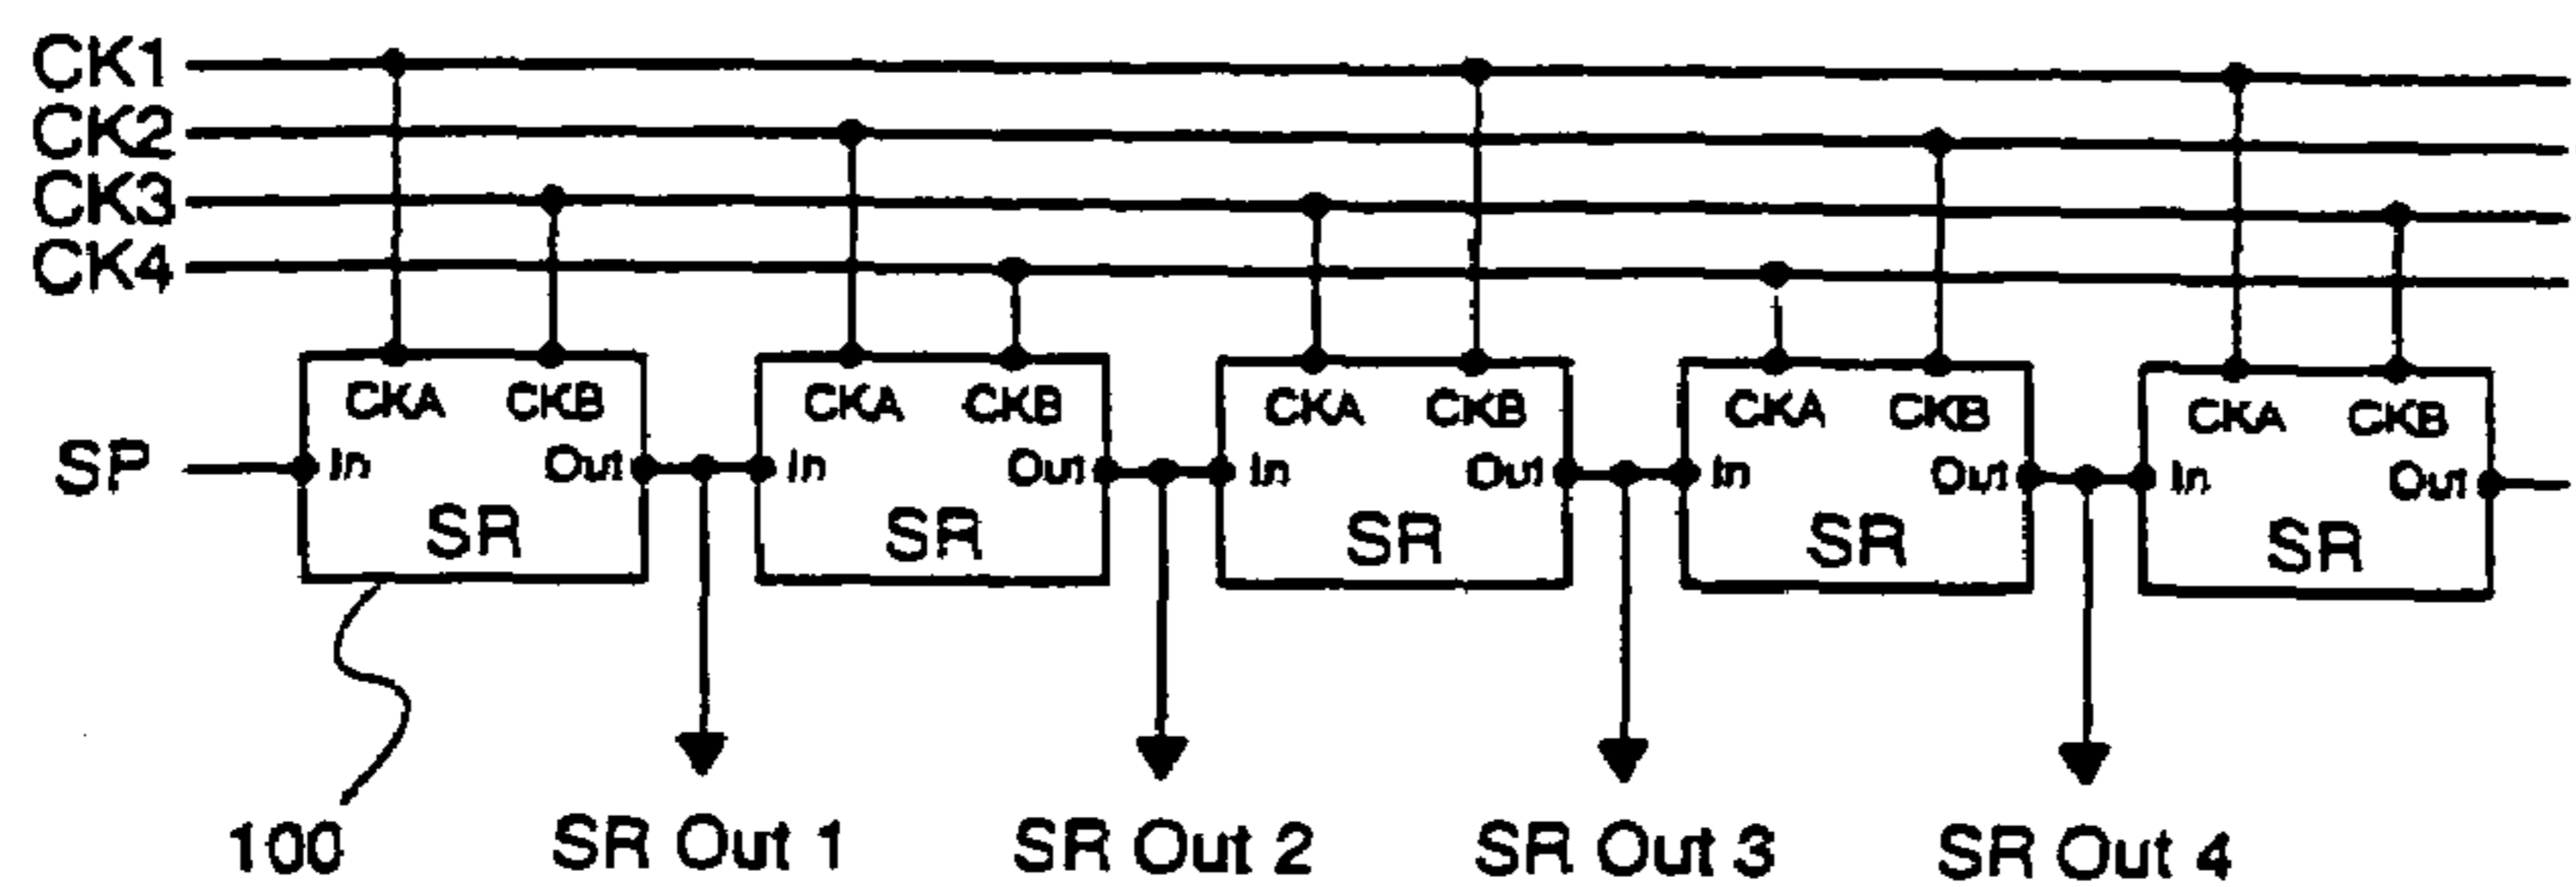 CK1
CK2
CK3
CK4
CKA CKB CKA CKB CKA CKB CKA CKB CKA CKB
SP In Out In Out In Out In Out In Out
SR SR SR SR SR
100 SR Out 1 SR Out 2 SR Out 3 SR Out 4